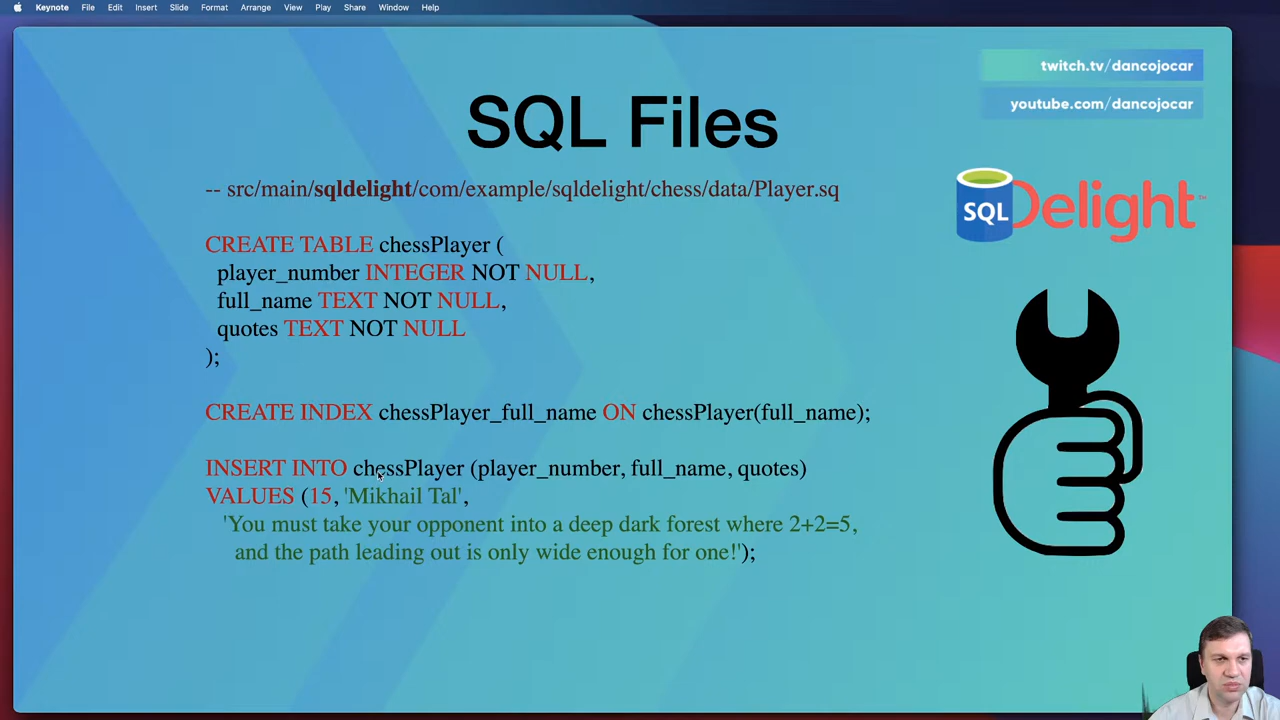 Keynote File Edit Insert Slide Format Arrange View Play Share Window Help
twitch.tv/dancojocar
youtube.com/dancojocar
SQL Files
SQL Delight™
-- src/main/sqldelight/com/example/sqldelight/chess/data/Player.sq
CREATE TABLE chessPlayer (
player_number INTEGER NOT NULL,
full_name TEXT NOT NULL,
quotes TEXT NOT NULL
);
CREATE INDEX chessPlayer_full_name ON chessPlayer(full_name);
INSERT INTO chessPlayer (player_number, full_name, quotes)
VALUES (15, 'Mikhail Tal',
'You must take your opponent into a deep dark forest where 2+2=5,
and the path leading out is only wide enough for one!');